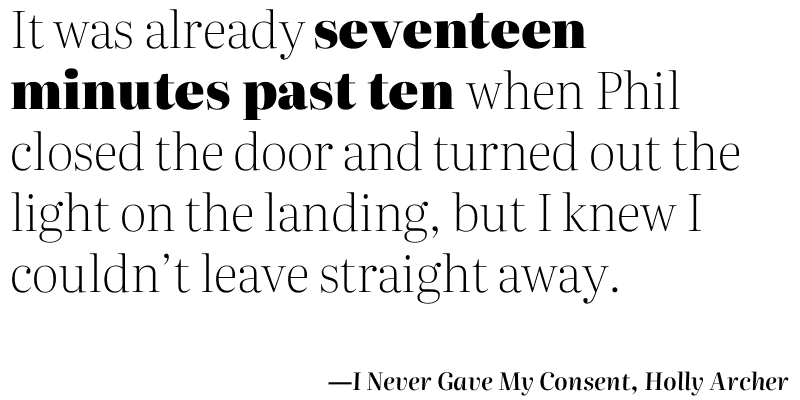 It was already seventeen
minutes past ten when Phil
closed the door and turned out the
light on the landing, but I knew I
couldn’t leave straight away.
—I Never Gave My Consent, Holly Archer